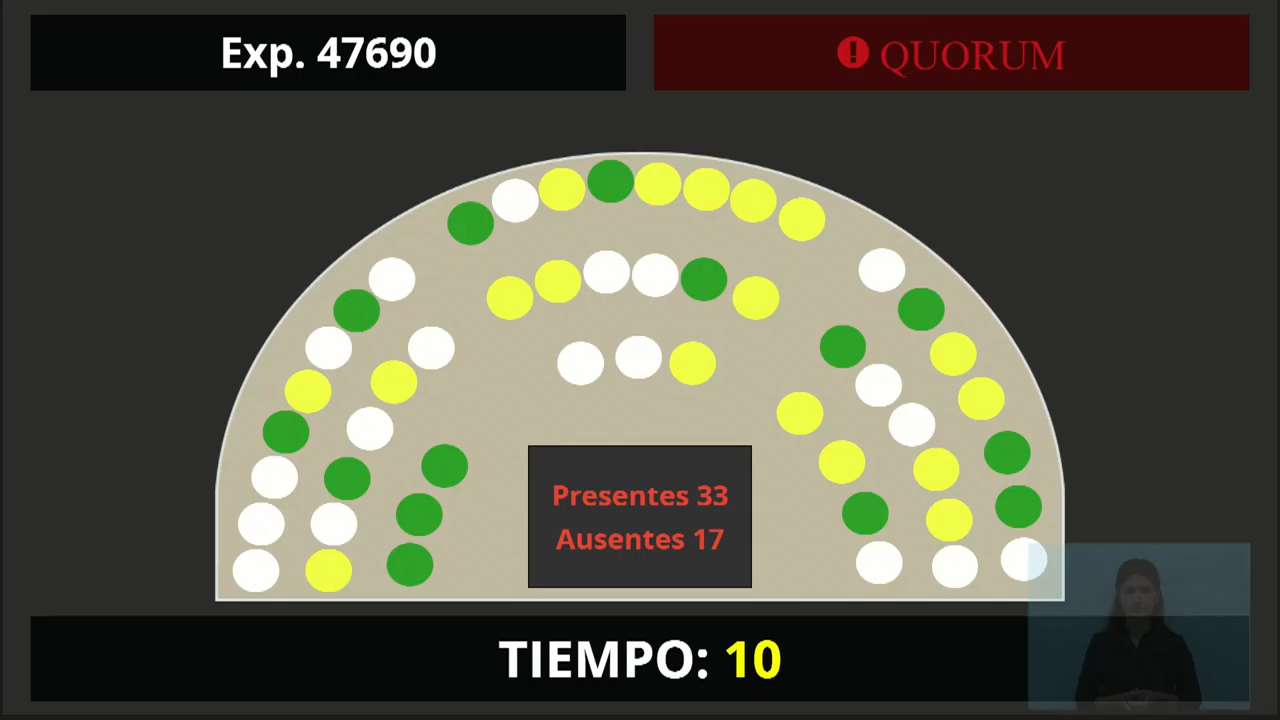 Exp. 47690
QUORUM
Presentes 33
Ausentes 17
TIEMPO: 10